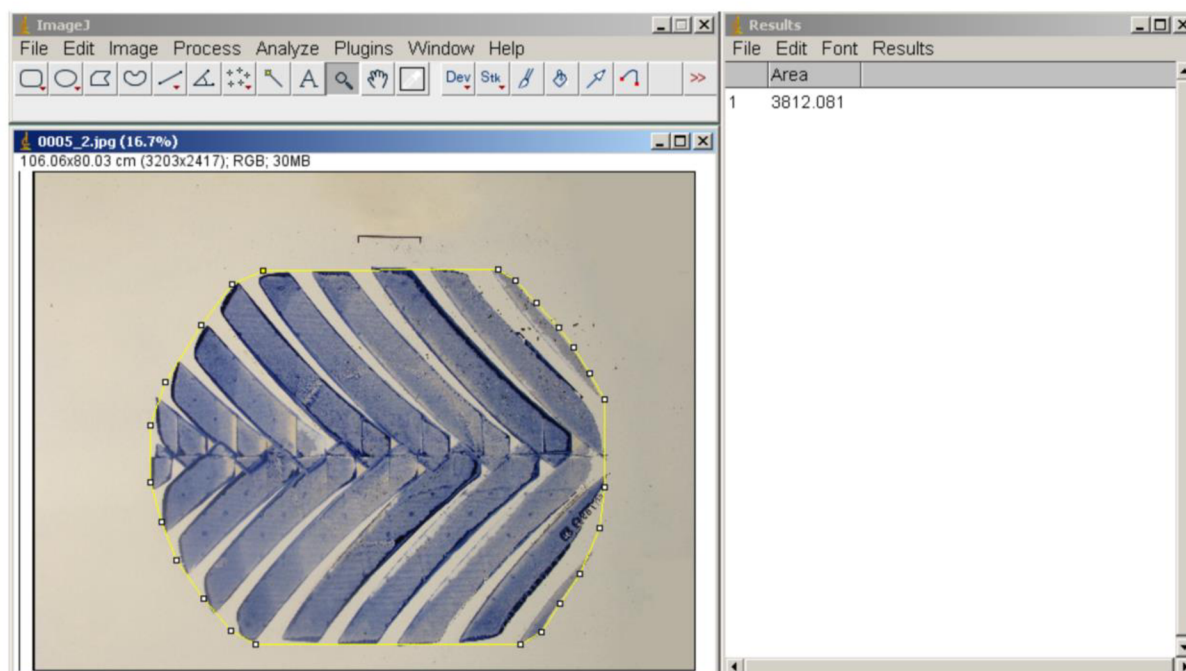 ImageJ
File Edit Image Process Analyze Plugins Window Help
A Dev Stk >>
0005_2.jpg (16.7%)
106.06x80.03 cm (3203x2417); RGB; 30MB
Results
File Edit Font Results
Area
1 3812.081